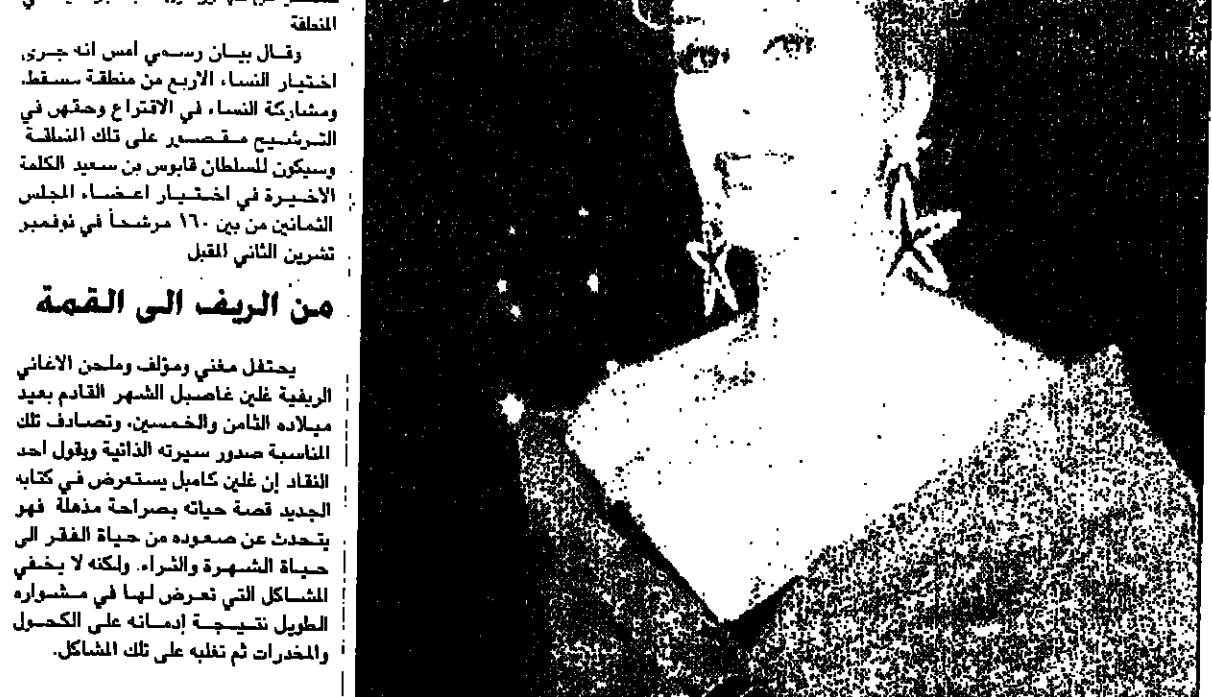 المنطقة
وقال بيان رسمي امس انه جرى
اختيار النساء الاربع من منطقة مسقط
ومشاركة النساء في الاقتراع وحقهن في
الترشيح مقصور على تلك المنطقة
وسيكون للسلطان قابوس بن سعيد الكلمة
الاخيرة في اختيار اعضاء المجلس
الثمانين من بين ١٦٠ مرشحاً في نوفمبر
تشرين الثاني المقبل
من الريف الى القمة
يحتفل مغني ومؤلف وملحن الاغاني
الريفية غلين غامبل الشهر القادم بعيد
ميلاده الثامن والخمسين، وتصادف تلك
المناسبة صدور سيرته الذاتية ويقول احد
النقاد إن غلين كامبل يستعرض في كتابه
الجديد قصة حياته بصراحة مذهلة فهو
يتحدث عن صعوده من حياة الفقر الى
حياة الشهرة والثراء. ولكنه لا يخفي
المشاكل التي تعرض لها في مشواره
الطويل نتيجة إدمانه على الكحول
والمخدرات ثم تغلبه على تلك المشاكل.